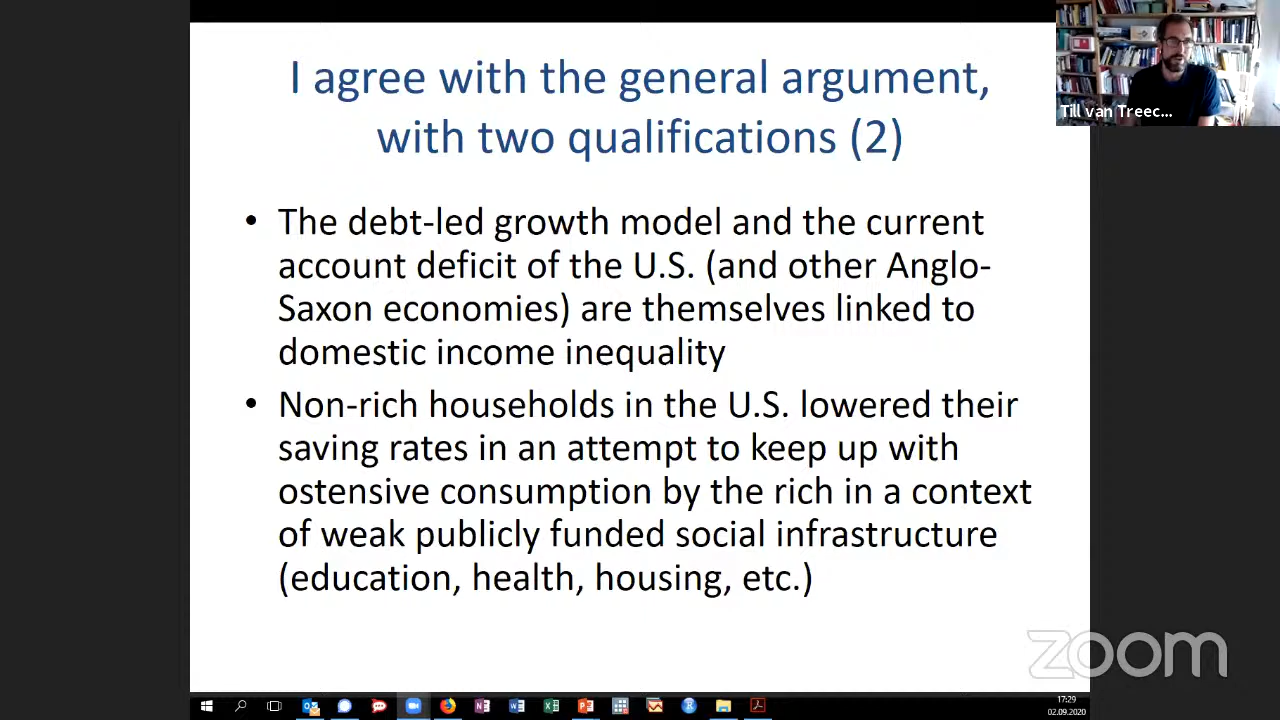 I agree with the general argument,
with two qualifications (2)
Till van Treec...
• The debt-led growth model and the current
account deficit of the U.S. (and other Anglo-
Saxon economies) are themselves linked to
domestic income inequality
• Non-rich households in the U.S. lowered their
saving rates in an attempt to keep up with
ostensive consumption by the rich in a context
of weak publicly funded social infrastructure
(education, health, housing, etc.)
zoom
17:29
02.09.2020